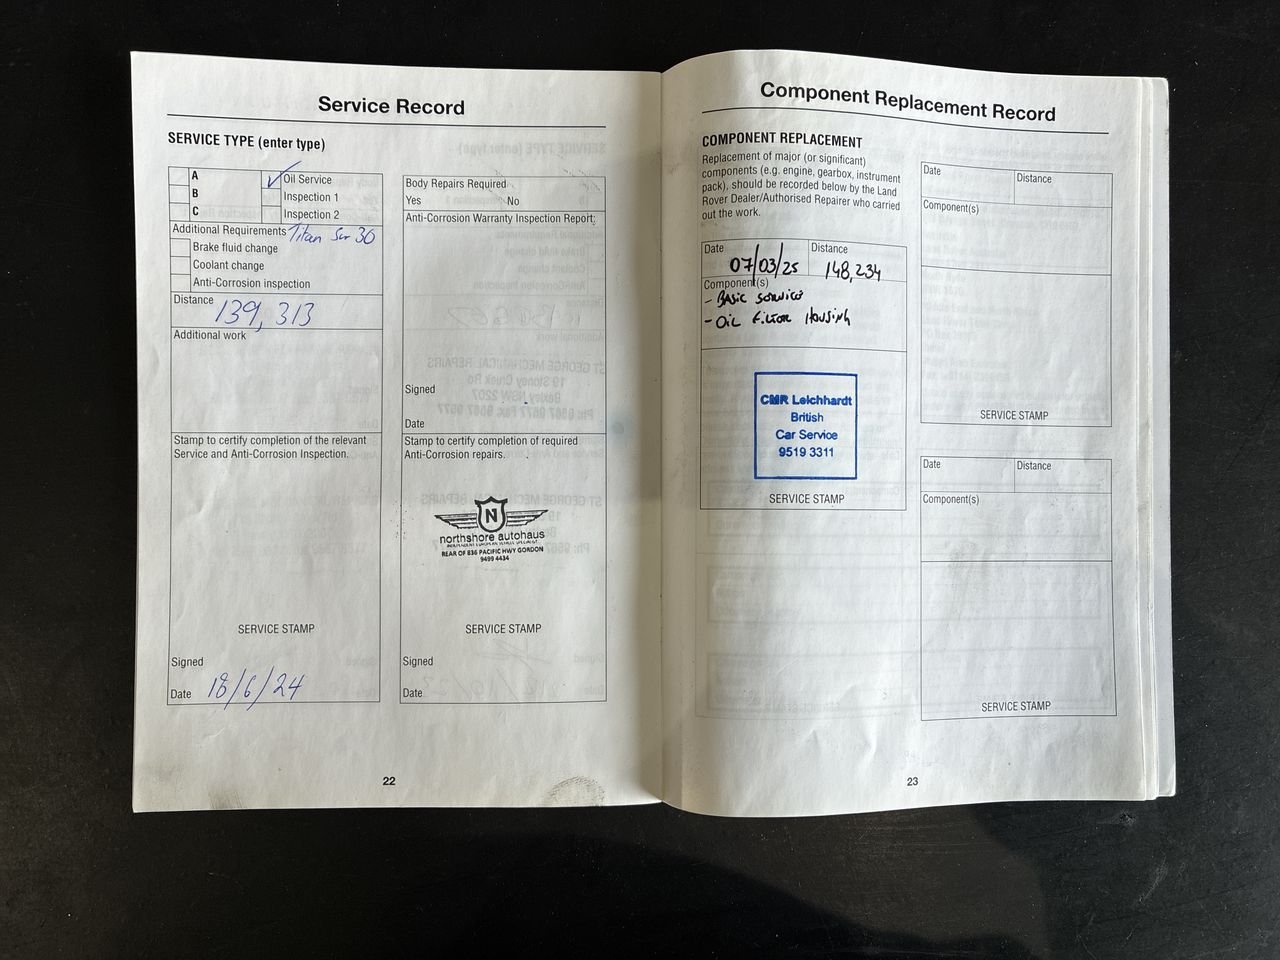 Service Record
SERVICE TYPE (enter type)
A
B
C
Oil Service
Inspection 1
Inspection 2
Additional Requirements Titan 5w 30
Brake fluid change
Coolant change
Anti-Corrosion inspection
Distance
139, 313
Additional work
Stamp to certify completion of the relevant
Service and Anti-Corrosion Inspection.
SERVICE STAMP
Signed
Date 18/6/24
Body Repairs Required
Yes No
Anti-Corrosion Warranty Inspection Report:
Signed
Date
Stamp to certify completion of required
Anti-Corrosion repairs.
N
northshore autohaus
INDEPENDENT EUROPEAN VEHICLE SPECIALIST
REAR OF 836 PACIFIC HWY GORDON
9499 4434
SERVICE STAMP
Signed
Date
22
Component Replacement Record
COMPONENT REPLACEMENT
Replacement of major (or significant)
components (e.g. engine, gearbox, instrument
pack), should be recorded below by the Land
Rover Dealer/Authorised Repairer who carried
out the work.
Date Distance
07/03/25 148,234
Component(s)
- Basic service
- Oil Filter Housing
CMR Leichhardt
British
Car Service
9519 3311
SERVICE STAMP
Date Distance
Component(s)
SERVICE STAMP
Date Distance
Component(s)
SERVICE STAMP
23